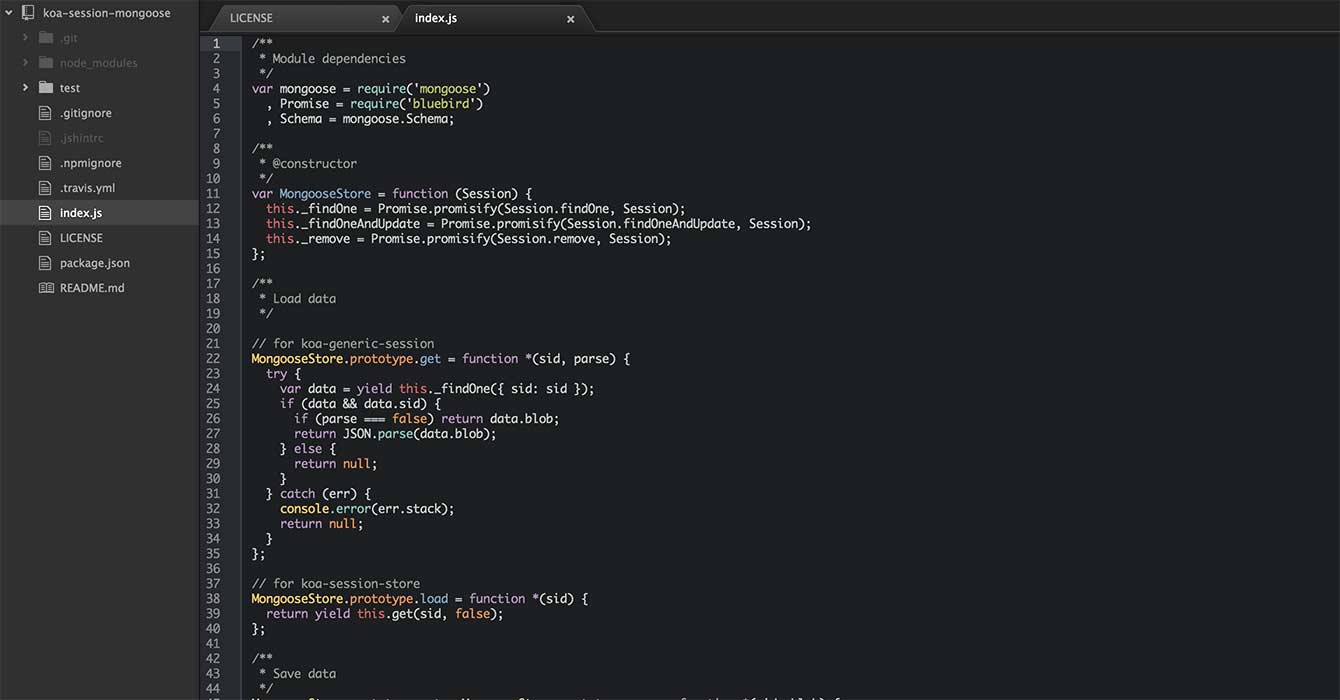 koa-session-mongoose
.git
node_modules
test
.gitignore
.jshintrc
.npmignore
.travis.yml
index.js
LICENSE
package.json
README.md
LICENSE × index.js ×
1 /**
2  * Module dependencies
3  */
4 var mongoose = require('mongoose')
5   , Promise = require('bluebird')
6   , Schema = mongoose.Schema;
7
8 /**
9  * @constructor
10  */
11 var MongooseStore = function (Session) {
12   this._findOne = Promise.promisify(Session.findOne, Session);
13   this._findOneAndUpdate = Promise.promisify(Session.findOneAndUpdate, Session);
14   this._remove = Promise.promisify(Session.remove, Session);
15 };
16
17 /**
18  * Load data
19  */
20
21 // for koa-generic-session
22 MongooseStore.prototype.get = function *(sid, parse) {
23   try {
24     var data = yield this._findOne({ sid: sid });
25     if (data && data.sid) {
26       if (parse === false) return data.blob;
27       return JSON.parse(data.blob);
28     } else {
29       return null;
30     }
31   } catch (err) {
32     console.error(err.stack);
33     return null;
34   }
35 };
36
37 // for koa-session-store
38 MongooseStore.prototype.load = function *(sid) {
39   return yield this.get(sid, false);
40 };
41
42 /**
43  * Save data
44  */